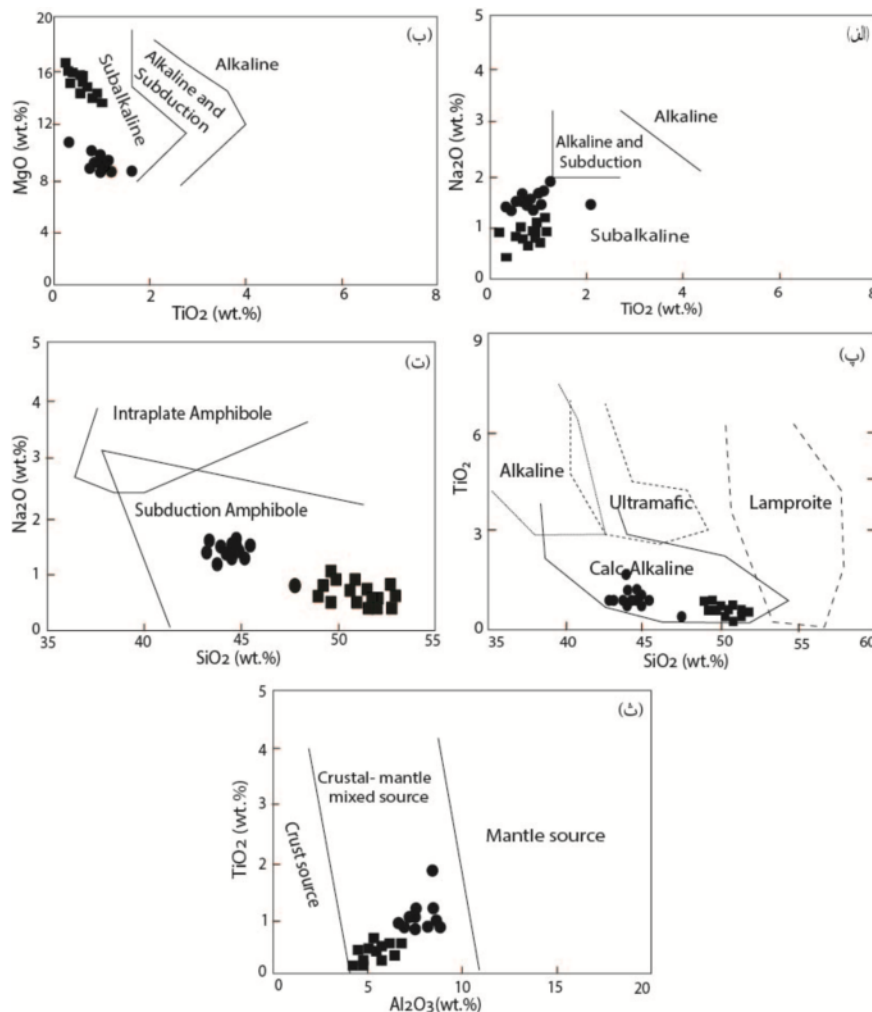 (ب)
20
16
12
8
4
0
MgO (wt.%)
Subalkaline
Alkaline and
Subduction
Alkaline
0 2 4 6 8
TiO2 (wt.%)
(الف)
5
4
3
2
1
0
Na2O (wt.%)
Alkaline and
Subduction
Alkaline
Subalkaline
0 2 4 6 8
TiO2 (wt.%)
(ت)
5
4
3
2
1
0
Na2O (wt.%)
Intraplate Amphibole
Subduction Amphibole
35 40 45 50 55
SiO2 (wt.%)
(پ)
9
6
3
0
TiO2
Alkaline
Ultramafic
Lamproite
Calc Alkaline
35 40 45 50 55 60
SiO2 (wt.%)
(ث)
5
4
3
2
1
0
TiO2 (wt.%)
Crust source
Crustal- mantle
mixed source
Mantle source
0 5 10 15 20
Al2O3(wt.%)